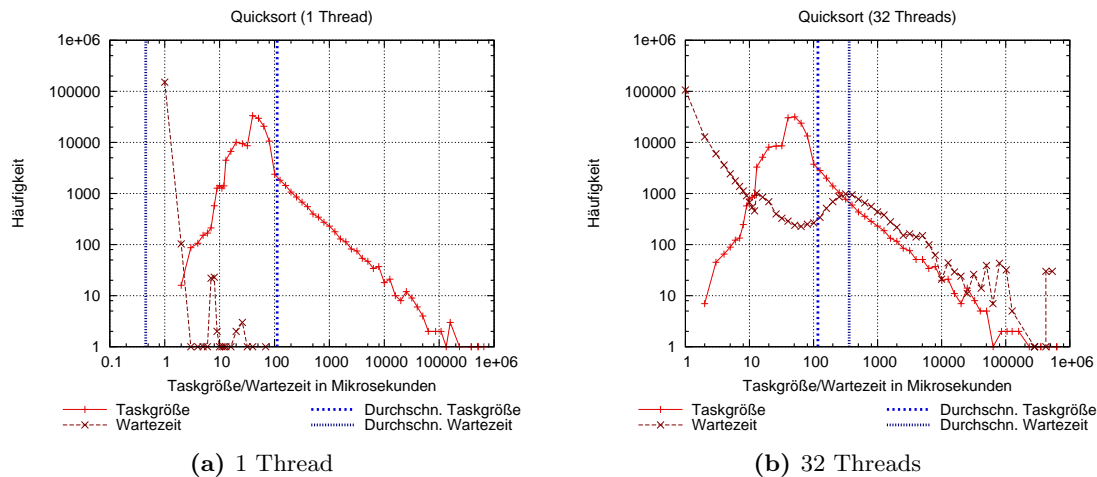 Quicksort (1 Thread)
1e+06
100000
10000
1000
100
10
1
Häufigkeit
0.1 1 10 100 1000 10000 100000 1e+06
Taskgröße/Wartezeit in Mikrosekunden
Taskgröße
Wartezeit
Durchschn. Taskgröße
Durchschn. Wartezeit
(a) 1 Thread
Quicksort (32 Threads)
1e+06
100000
10000
1000
100
10
1
Häufigkeit
1 10 100 1000 10000 100000 1e+06
Taskgröße/Wartezeit in Mikrosekunden
Taskgröße
Wartezeit
Durchschn. Taskgröße
Durchschn. Wartezeit
(b) 32 Threads